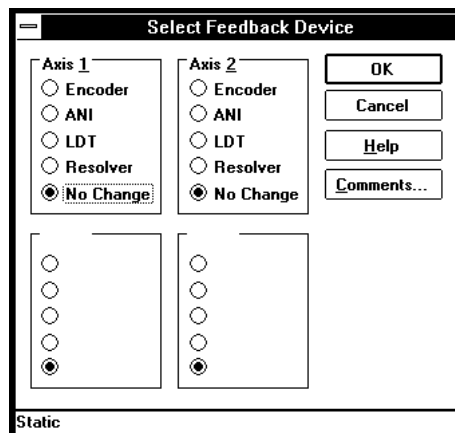 Select Feedback Device
Axis 1
Encoder
ANI
LDT
Resolver
No Change
Axis 2
Encoder
ANI
LDT
Resolver
No Change
OK
Cancel
Help
Comments...
Static